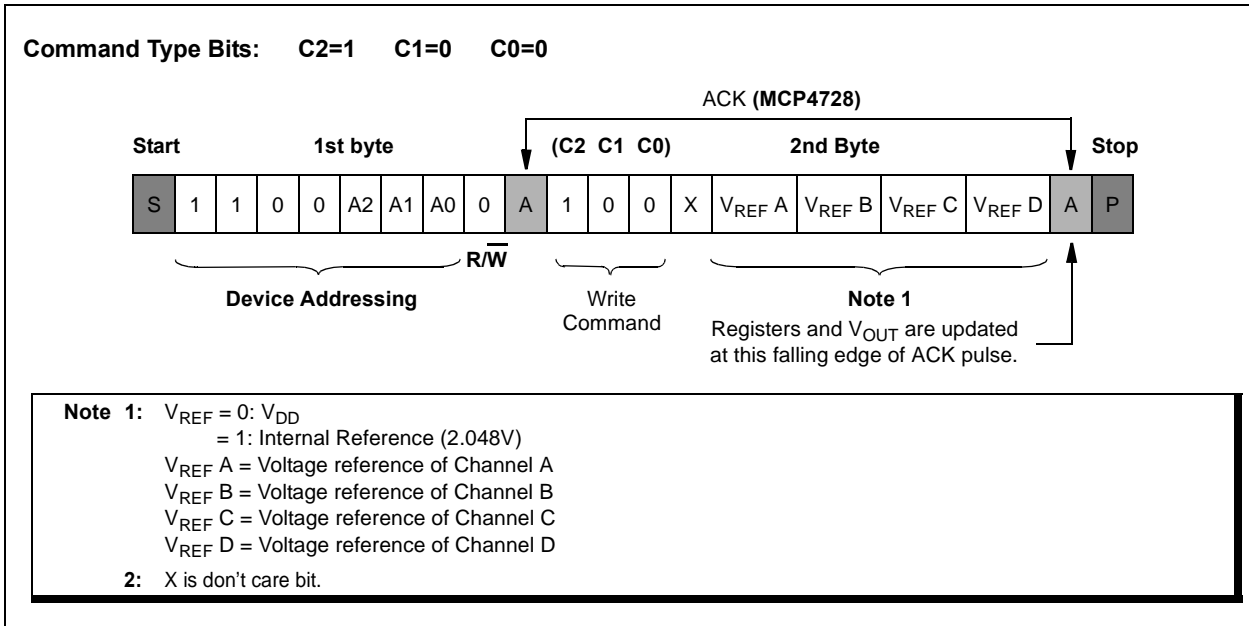 Command Type Bits: C2=1 C1=0 C0=0
ACK (MCP4728)
Start 1st byte (C2 C1 C0) 2nd Byte Stop
S 1 1 0 0 A2 A1 A0 0 A 1 0 0 X VREF A VREF B VREF C VREF D A P
R/W̅
Device Addressing Write Note 1
Command
Registers and VOUT are updated
at this falling edge of ACK pulse.
Note 1: VREF = 0: VDD
= 1: Internal Reference (2.048V)
VREF A = Voltage reference of Channel A
VREF B = Voltage reference of Channel B
VREF C = Voltage reference of Channel C
VREF D = Voltage reference of Channel D
2: X is don't care bit.